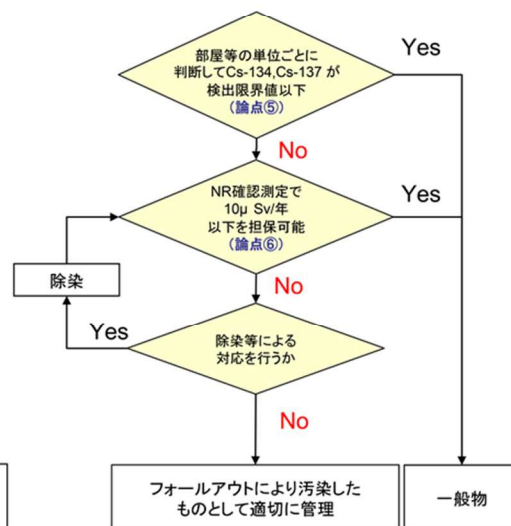 部屋等の単位ごとに
判断してCs-134,Cs-137 が
検出限界値以下
(論点⑤)
Yes
No
NR確認測定で
10μ Sv/年
以下を担保可能
(論点⑥)
Yes
除染
No
Yes
除染等による
対応を行うか
No
フォールアウトにより汚染した
ものとして適切に管理
一般物